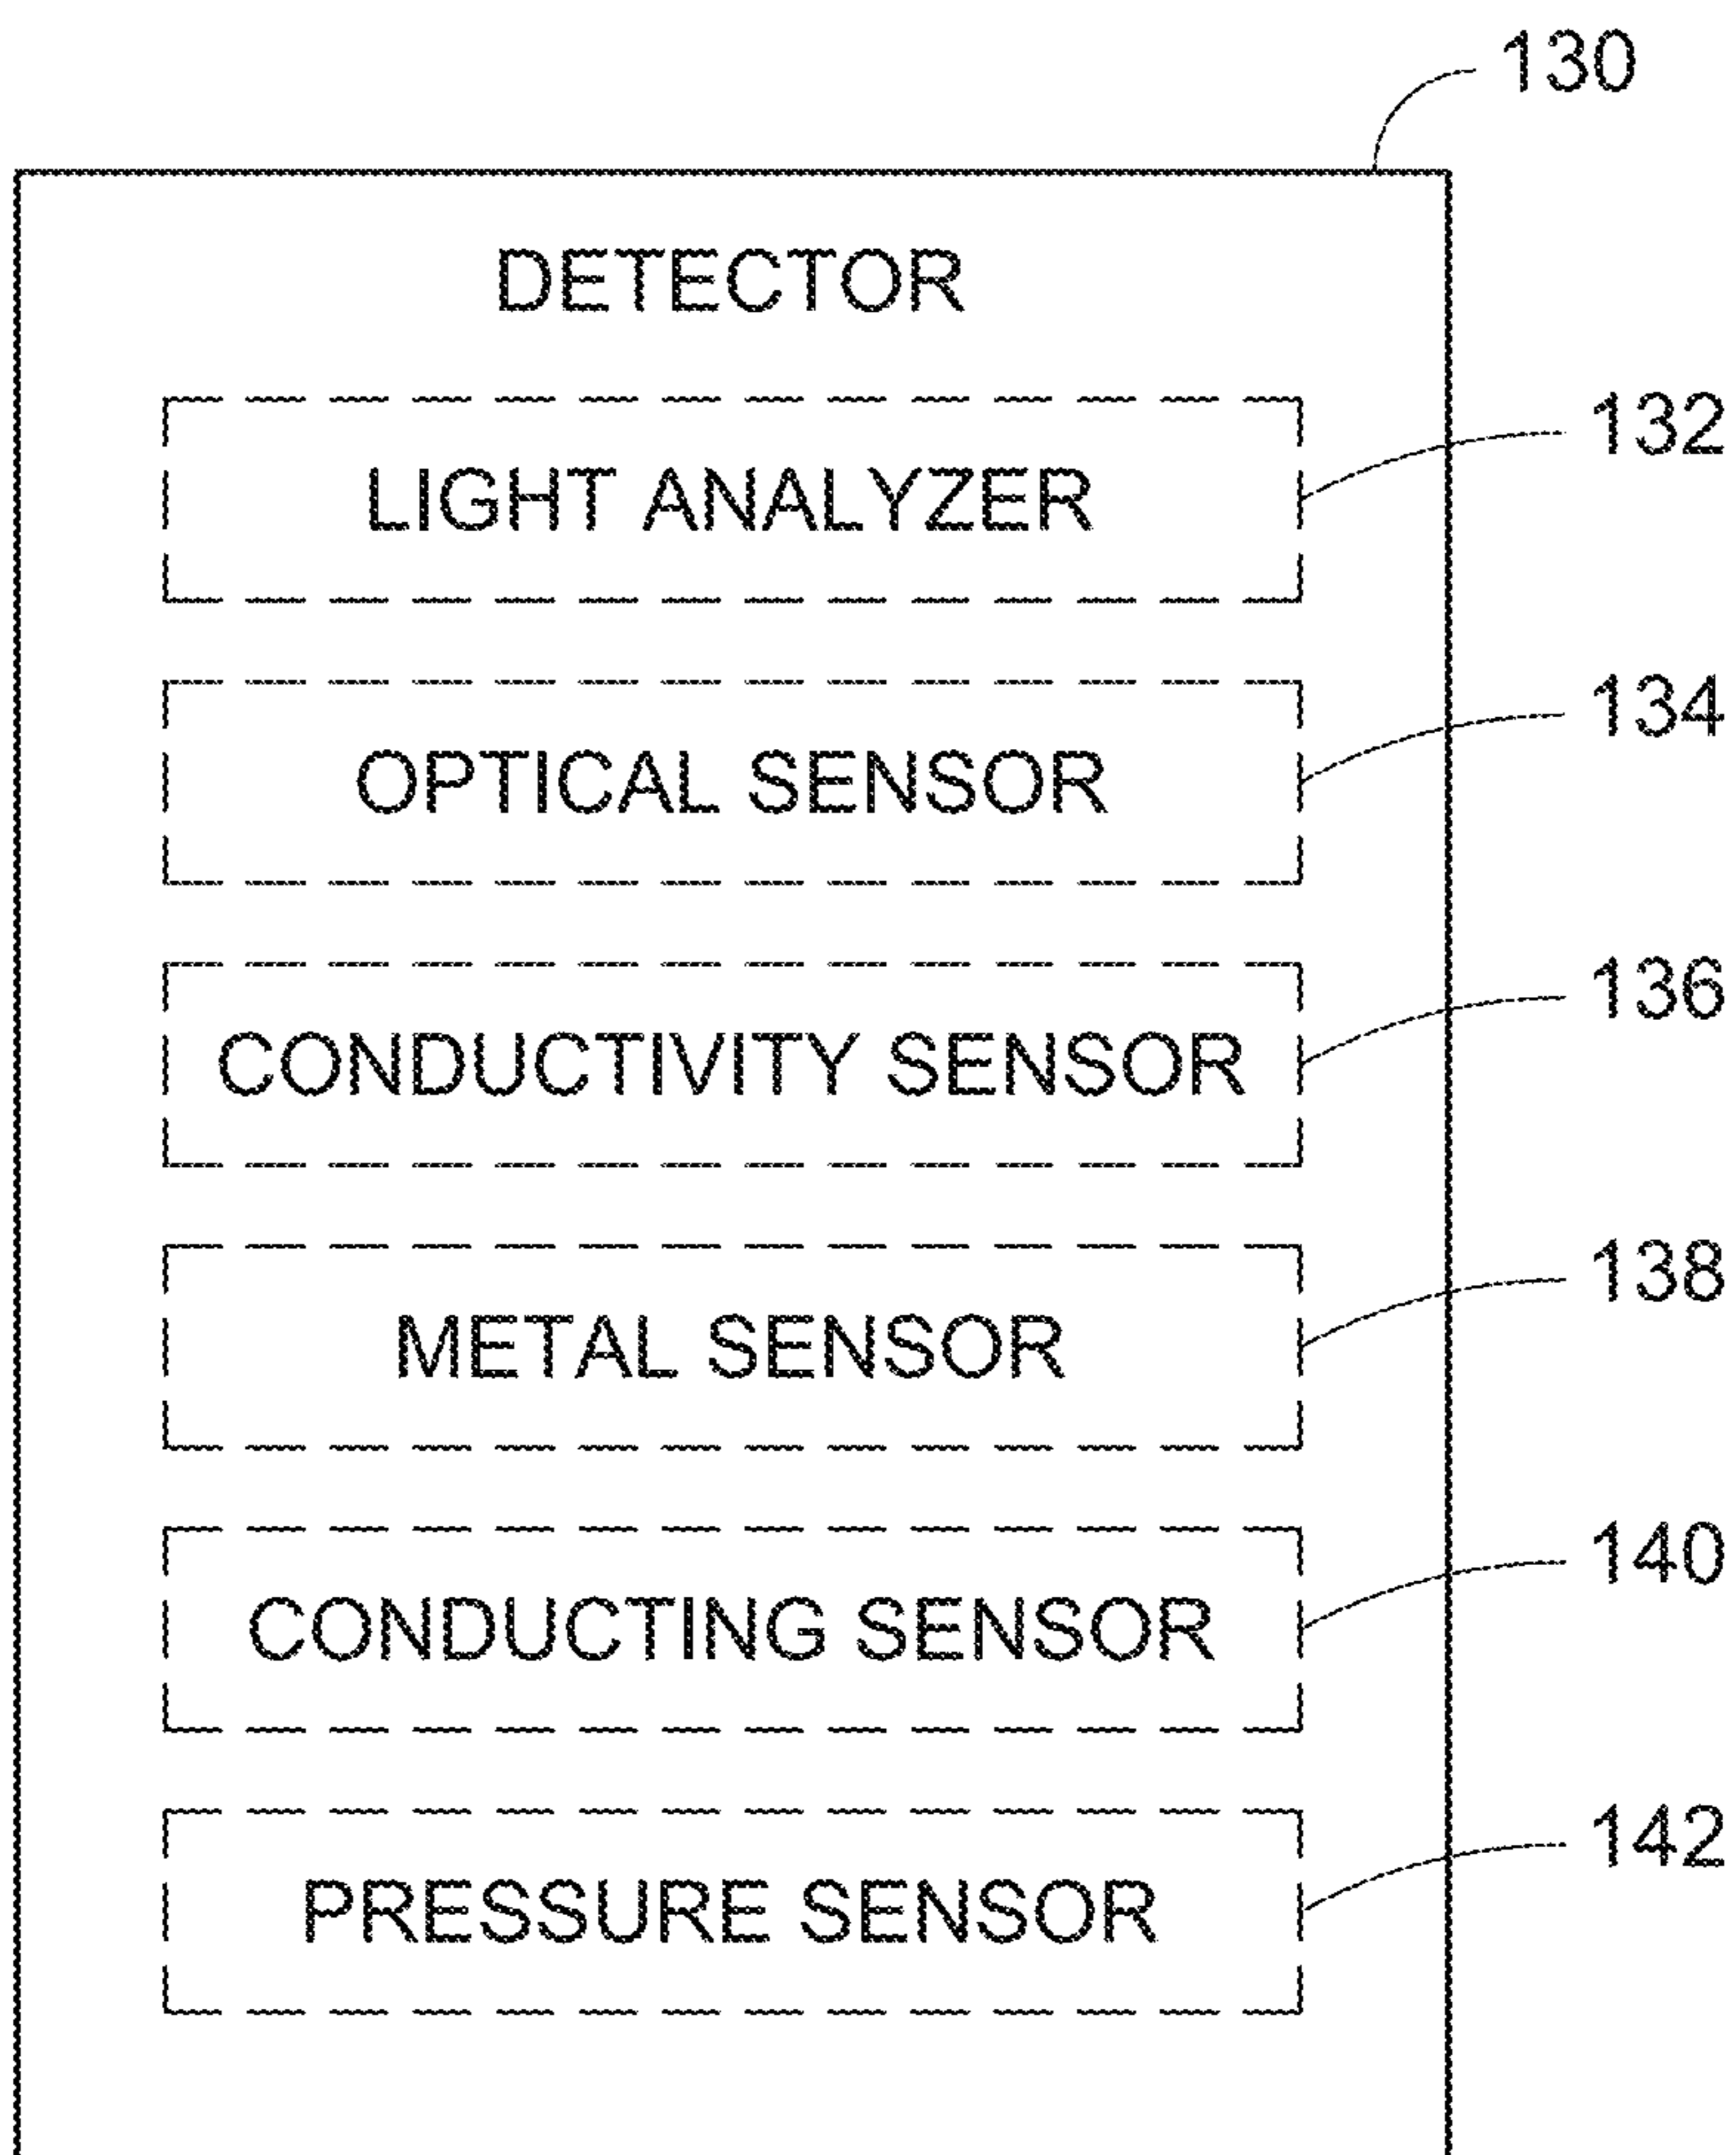 130
DETECTOR
132
LIGHT ANALYZER
134
OPTICAL SENSOR
136
CONDUCTIVITY SENSOR
138
METAL SENSOR
140
CONDUCTING SENSOR
142
PRESSURE SENSOR